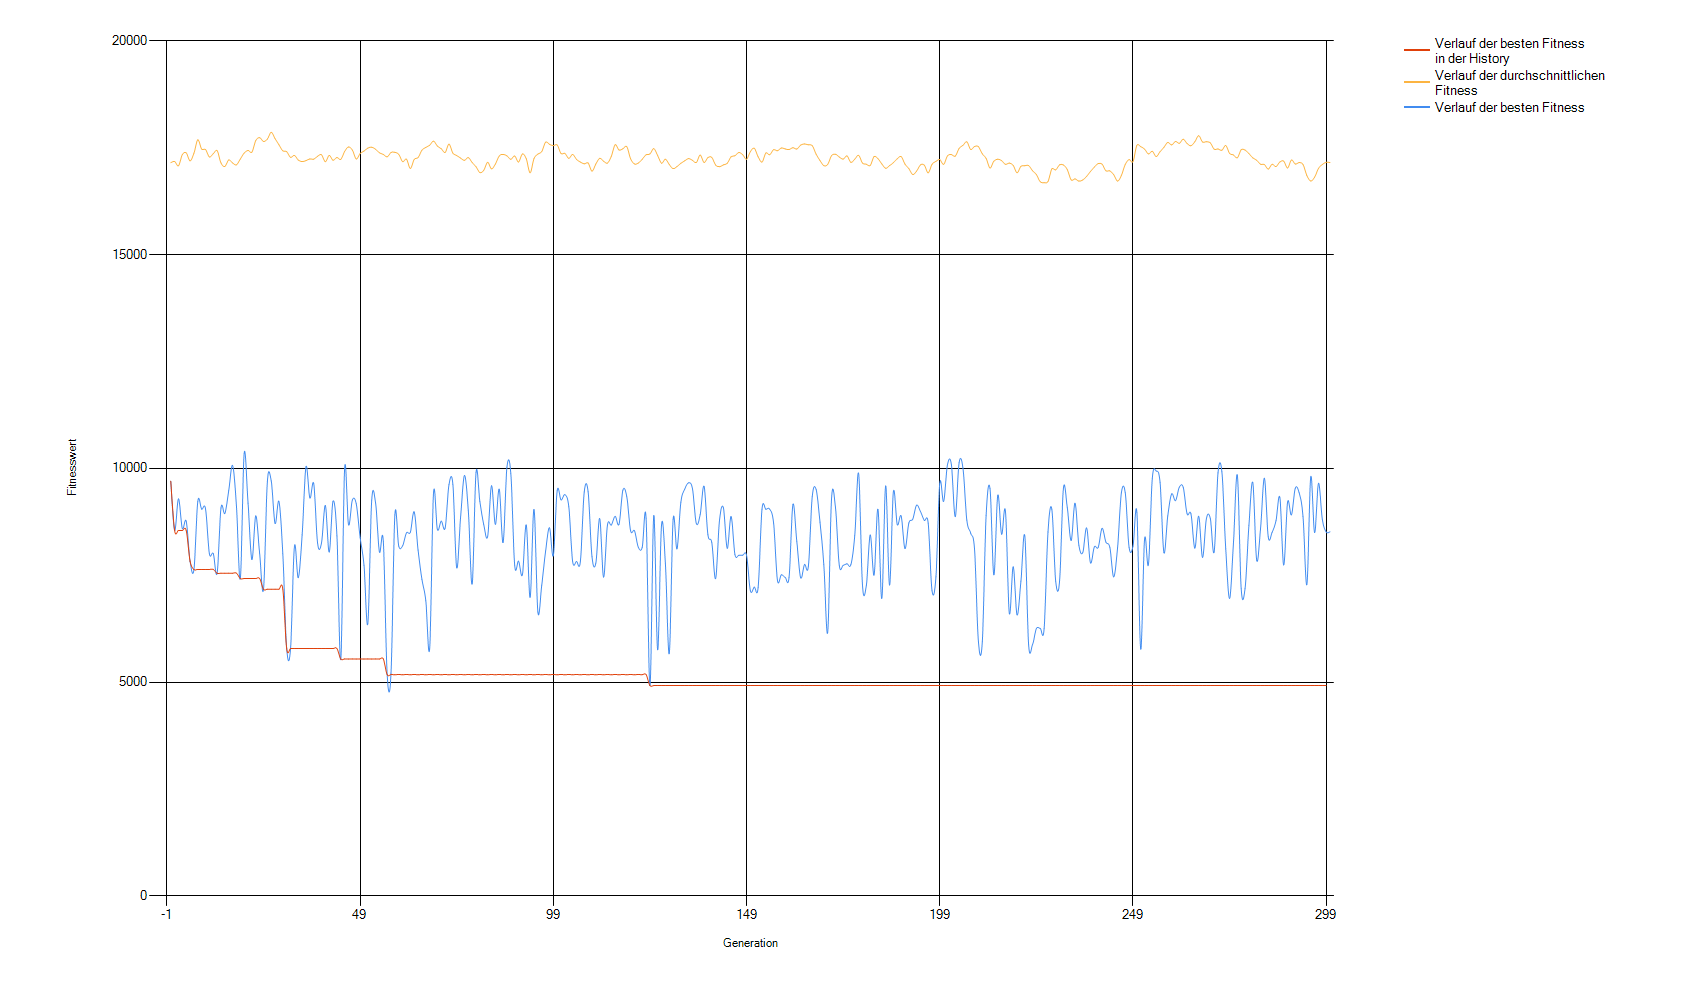 20000
15000
10000
5000
0
Fitnesswert
-1
49
99
149
199
249
299
Generation
Verlauf der besten Fitness
in der History
Verlauf der durchschnittlichen
Fitness
Verlauf der besten Fitness